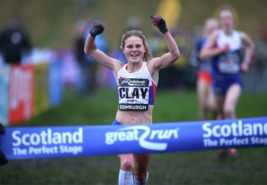 CLAY
EDINBURGH
Scotland great run Scotland
The Perfect Stage The Perfect Stage